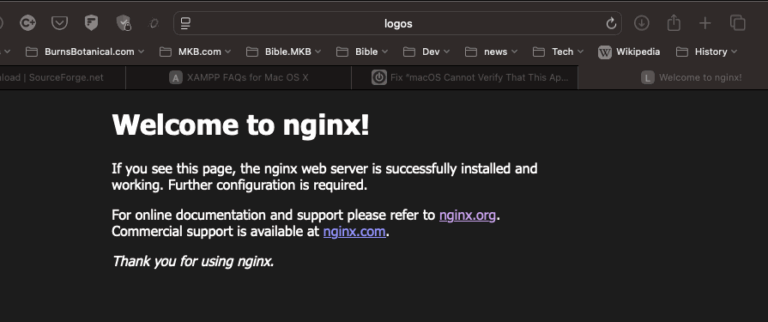 logos
BurnsBotanical.com MKB.com Bible.MKB Bible Dev news Tech W Wikipedia History
nload | SourceForge.net A XAMPP FAQs for Mac OS X Fix “macOS Cannot Verify That This Ap... L Welcome to nginx!
Welcome to nginx!
If you see this page, the nginx web server is successfully installed and
working. Further configuration is required.
For online documentation and support please refer to nginx.org.
Commercial support is available at nginx.com.
Thank you for using nginx.